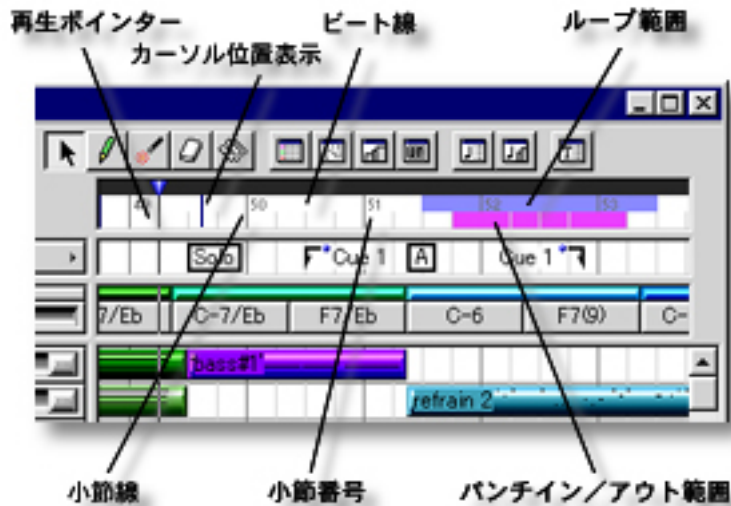 再生ポインター
ビート線
ループ範囲
カーソル位置表示
49 50 51 52 53
Solo Cue 1 A Cue 1
7/Eb C-7/Eb F7/Eb C-6 F7(9) C-
bass#1
refrain 2
小節線
小節番号
パンチイン/アウト範囲